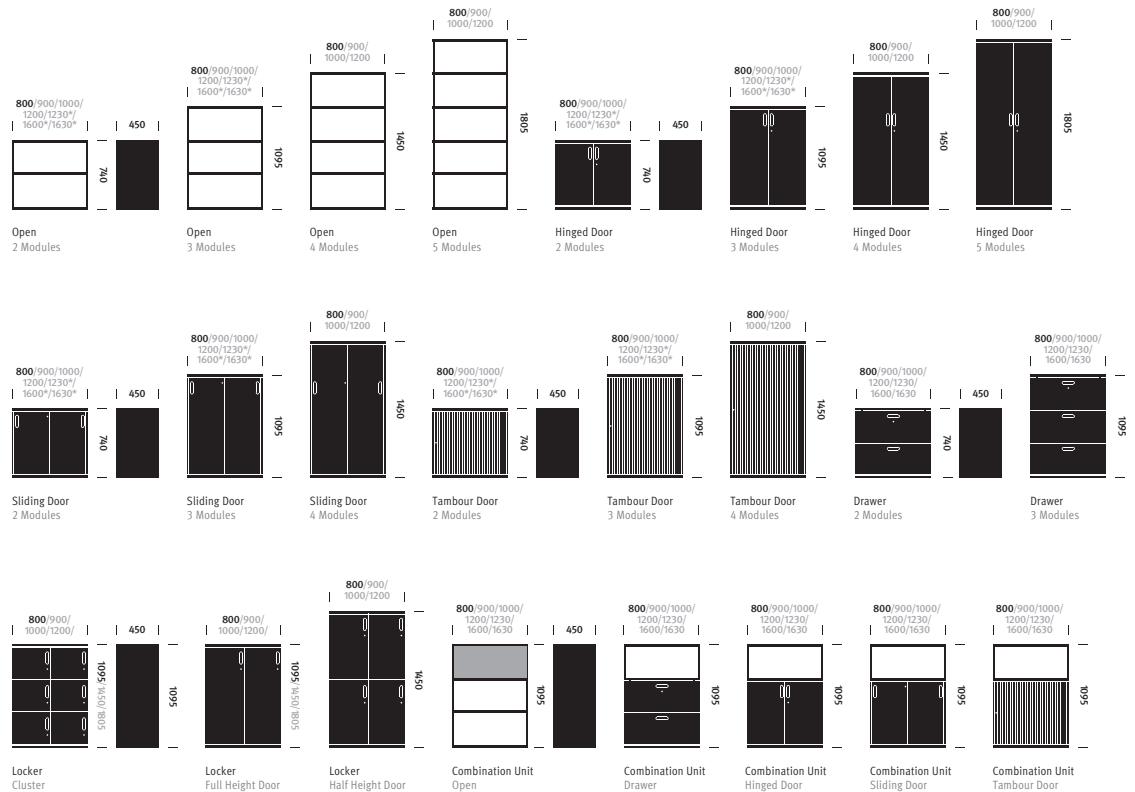 800/900/1000/
1200/1230*/
1600*/1630*
450
740
Open
2 Modules
800/900/1000/
1200/1230*/
1600*/1630*
1095
Open
3 Modules
800/900/
1000/1200
1450
Open
4 Modules
800/900/
1000/1200
1805
Open
5 Modules
800/900/1000/
1200/1230*/
1600*/1630*
450
740
Hinged Door
2 Modules
800/900/1000/
1200/1230*/
1600*/1630*
1095
Hinged Door
3 Modules
800/900/
1000/1200
1450
Hinged Door
4 Modules
800/900/
1000/1200
1805
Hinged Door
5 Modules
800/900/1000/
1200/1230*/
1600*/1630*
450
740
Sliding Door
2 Modules
800/900/1000/
1200/1230*/
1600*/1630*
1095
Sliding Door
3 Modules
800/900/
1000/1200
1450
Sliding Door
4 Modules
800/900/1000/
1200/1230*/
1600*/1630*
450
740
Tambour Door
2 Modules
800/900/1000/
1200/1230*/
1600*/1630*
1095
Tambour Door
3 Modules
800/900/
1000/1200
1450
Tambour Door
4 Modules
800/900/1000/
1200/1230/
1600/1630
450
740
Drawer
2 Modules
800/900/1000/
1200/1230/
1600/1630
1095
Drawer
3 Modules
800/900/
1000/1200/
450
1095/1450/1805
1095
Locker
Cluster
800/900/
1000/1200/
1095/1450/1805
Locker
Full Height Door
800/900/
1000/1200
1450
Locker
Half Height Door
800/900/1000/
1200/1230/
1600/1630
450
1095
Combination Unit
Open
800/900/1000/
1200/1230/
1600/1630
1095
Combination Unit
Drawer
800/900/1000/
1200/1230/
1600/1630
1095
Combination Unit
Hinged Door
800/900/1000/
1200/1230/
1600/1630
1095
Combination Unit
Sliding Door
800/900/1000/
1200/1230/
1600/1630
1095
Combination Unit
Tambour Door